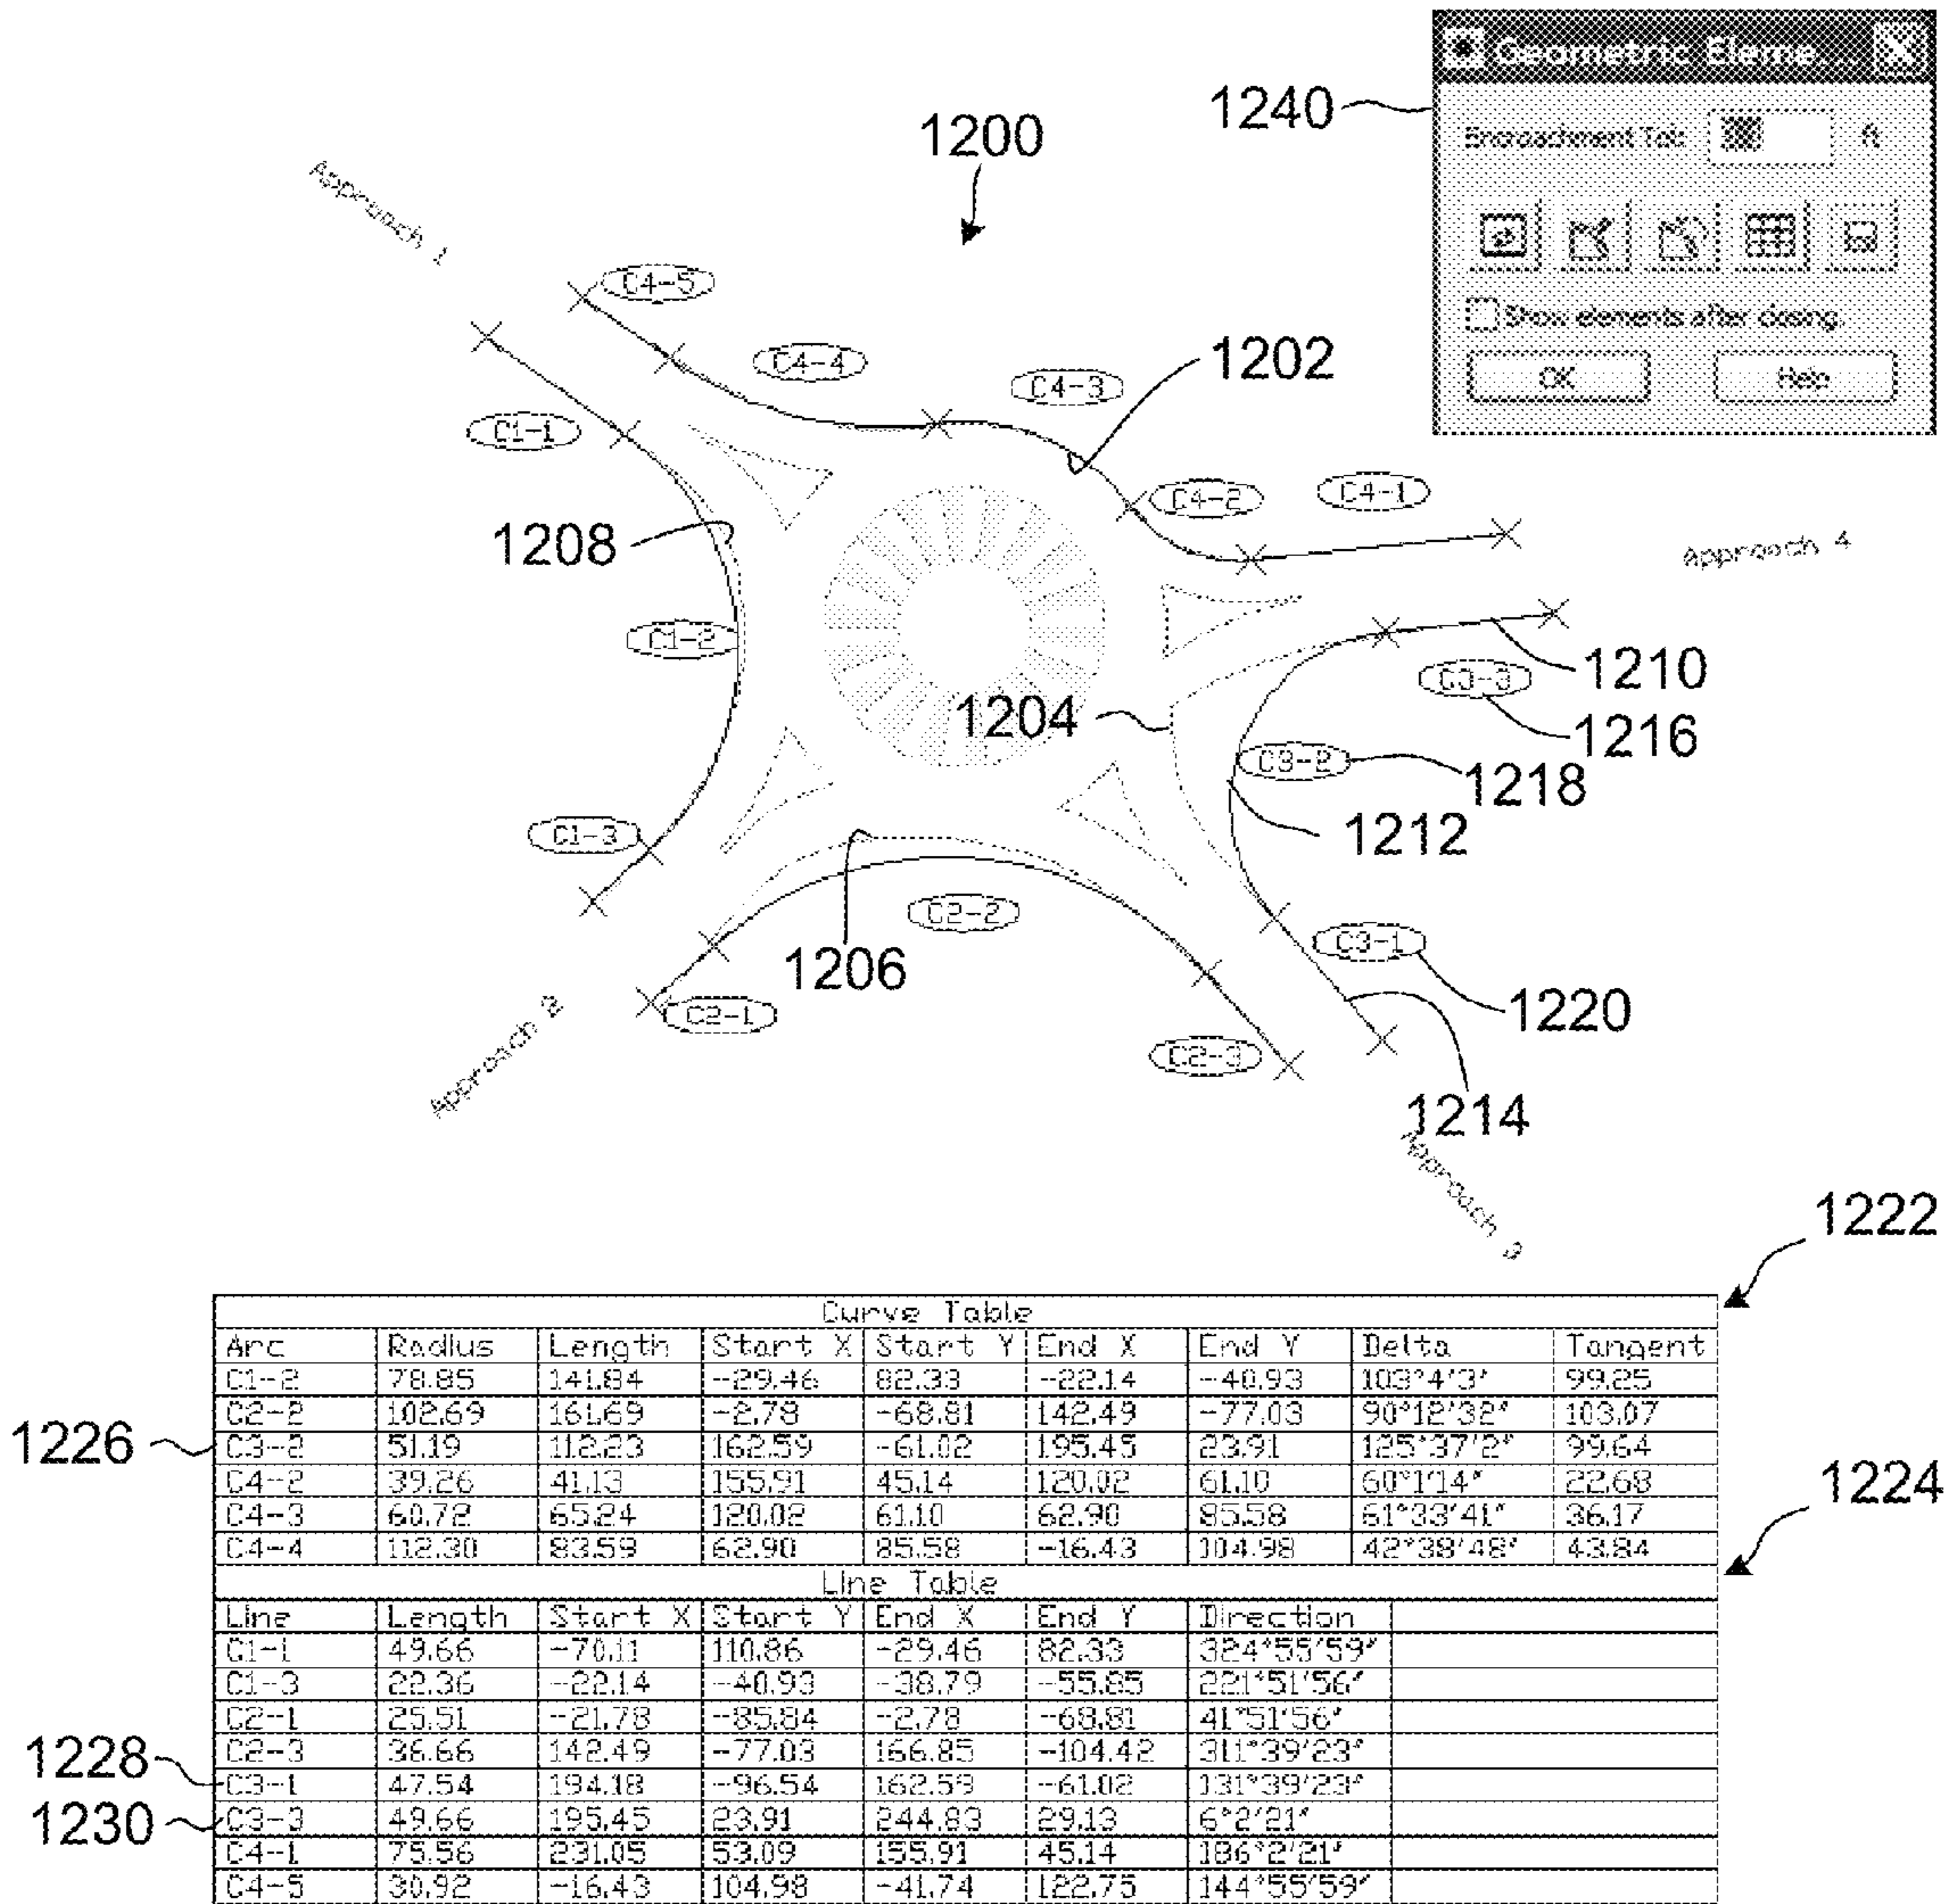 Geometric Eleme...
1240
Encroachment Tol: ft
1200
Approach 1
C4-5
Show elements after closing
C4-4
1202
C4-3
OK Help
C1-1
C4-2
C4-1
1208
Approach 4
C1-2
1210
C3-3
1204
1216
C3-2
1218
C1-3
1212
C2-2
C3-1
1206
1220
C2-1
Approach 2
C2-3
1214
Approach 3
1222
Curve Table
Arc Radius Length Start X Start Y End X End Y Delta Tangent
C1-2 78.85 141.84 -29.46 82.33 -22.14 -40.93 103°4'3" 99.25
C2-2 102.69 161.69 -2.78 -68.81 142.49 -77.03 90°12'32" 103.07
1226
C3-2 51.19 112.23 162.59 -61.02 195.45 23.91 125°37'2" 99.64
C4-2 39.26 41.13 155.91 45.14 120.02 61.10 60°1'14" 22.68
1224
C4-3 60.72 65.24 120.02 61.10 62.90 85.58 61°33'41" 36.17
C4-4 112.30 83.59 62.90 85.58 -16.43 104.98 42°38'48" 43.84
Line Table
Line Length Start X Start Y End X End Y Direction
C1-1 49.66 -70.11 110.86 -29.46 82.33 324°55'59"
C1-3 22.36 -22.14 -40.93 -38.79 -55.85 221°51'56"
C2-1 25.51 -21.78 -85.84 -2.78 -68.81 41°51'56"
C2-3 36.66 142.49 -77.03 166.85 -104.42 311°39'23"
1228
C3-1 47.54 194.18 -96.54 162.59 -61.02 131°39'23"
1230
C3-3 49.66 195.45 23.91 244.83 29.13 6°2'21"
C4-1 75.56 231.05 53.09 155.91 45.14 186°2'21"
C4-5 30.92 -16.43 104.98 -41.74 122.75 144°55'59"